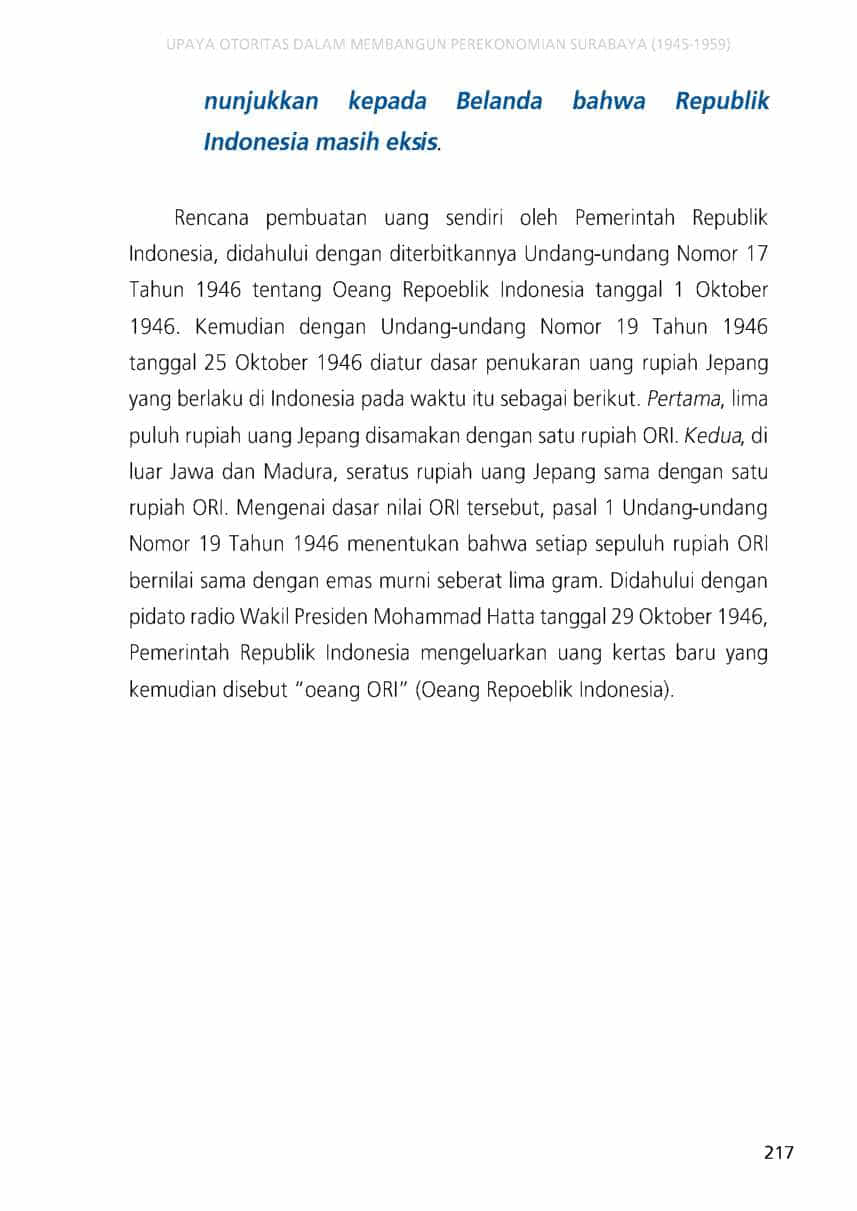 UPAYA OTORITAS DALAM MEMBANGUN PEREKONOMIAN SURABAYA (1945-1959)
nunjukkan kepada Belanda bahwa Republik
Indonesia masih eksis.
Rencana pembuatan uang sendiri oleh Pemerintah Republik
Indonesia, didahului dengan diterbitkannya Undang-undang Nomor 17
Tahun 1946 tentang Oeang Repoeblik Indonesia tanggal 1 Oktober
1946. Kemudian dengan Undang-undang Nomor 19 Tahun 1946
tanggal 25 Oktober 1946 diatur dasar penukaran uang rupiah Jepang
yang berlaku di Indonesia pada waktu itu sebagai berikut. Pertama, lima
puluh rupiah uang Jepang disamakan dengan satu rupiah ORI. Kedua, di
luar Jawa dan Madura, seratus rupiah uang Jepang sama dengan satu
rupiah ORI. Mengenai dasar nilai ORI tersebut, pasal 1 Undang-undang
Nomor 19 Tahun 1946 menentukan bahwa setiap sepuluh rupiah ORI
bernilai sama dengan emas murni seberat lima gram. Didahului dengan
pidato radio Wakil Presiden Mohammad Hatta tanggal 29 Oktober 1946,
Pemerintah Republik Indonesia mengeluarkan uang kertas baru yang
kemudian disebut “oeang ORI” (Oeang Repoeblik Indonesia).
217